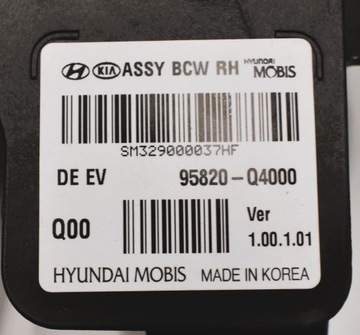 KIA ASSY BCW RH HYUNDAI MOBIS
SM329000037HF
DE EV 95820-Q4000
Q00 Ver 1.00.1.01
HYUNDAI MOBIS MADE IN KOREA